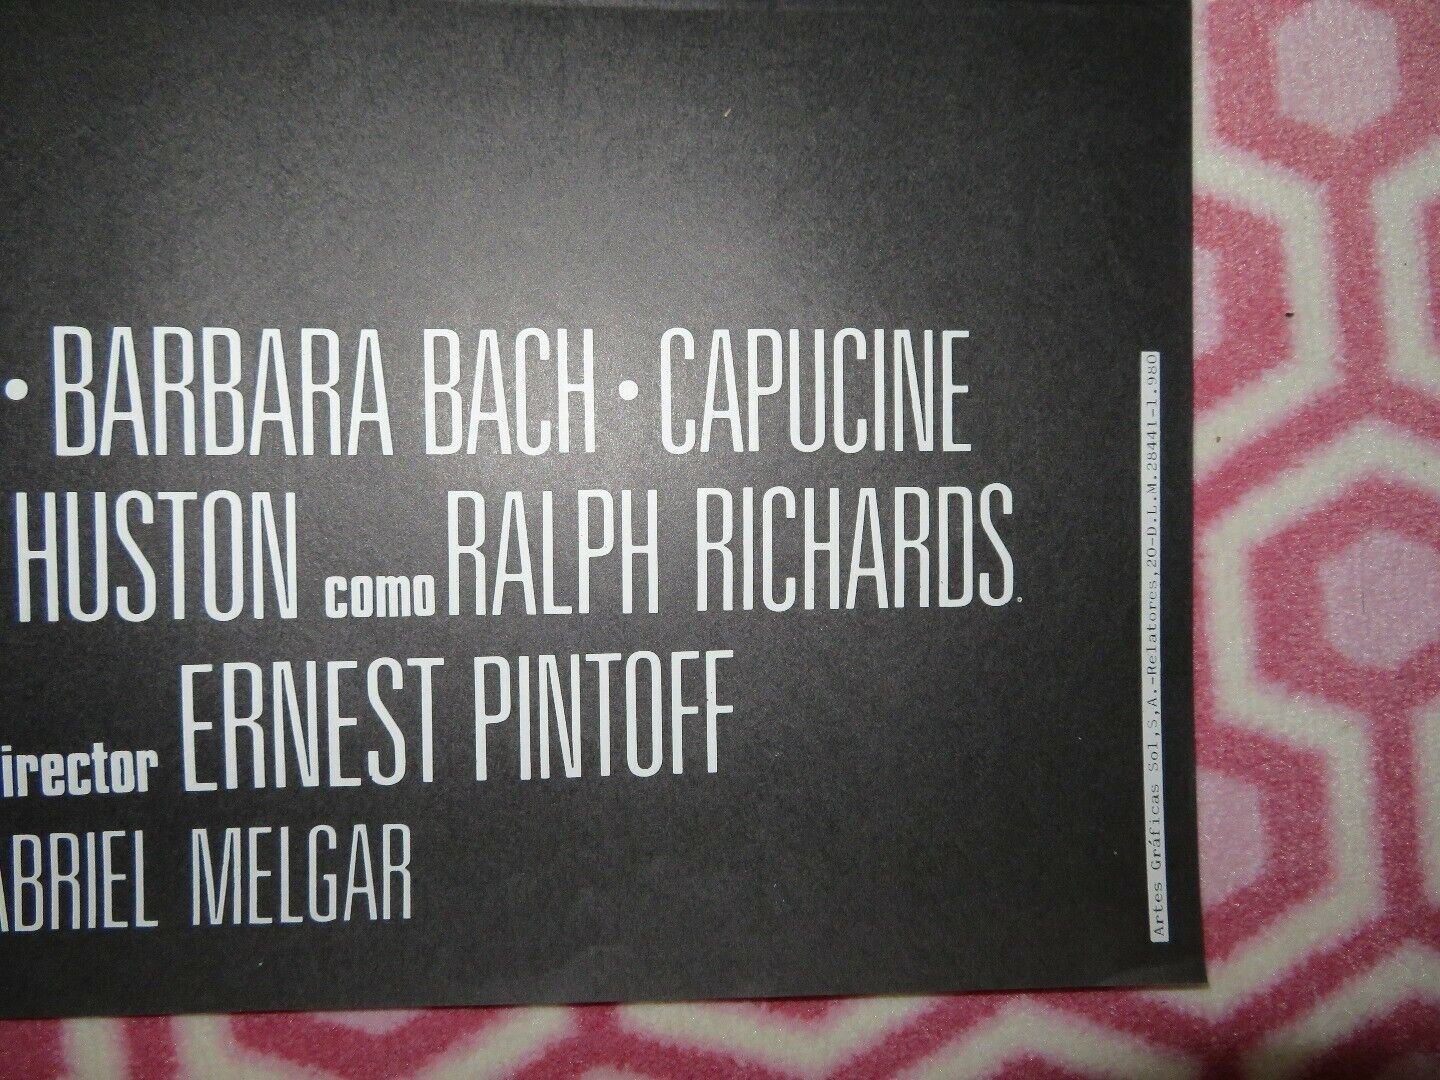 • BARBARA BACH • CAPUCINE
HUSTON como RALPH RICHARDS.
irector ERNEST PINTOFF
ABRIEL MELGAR
Artes Gráficas Sol,S,A.-Relatores,20-D.L.M.28441-1.980